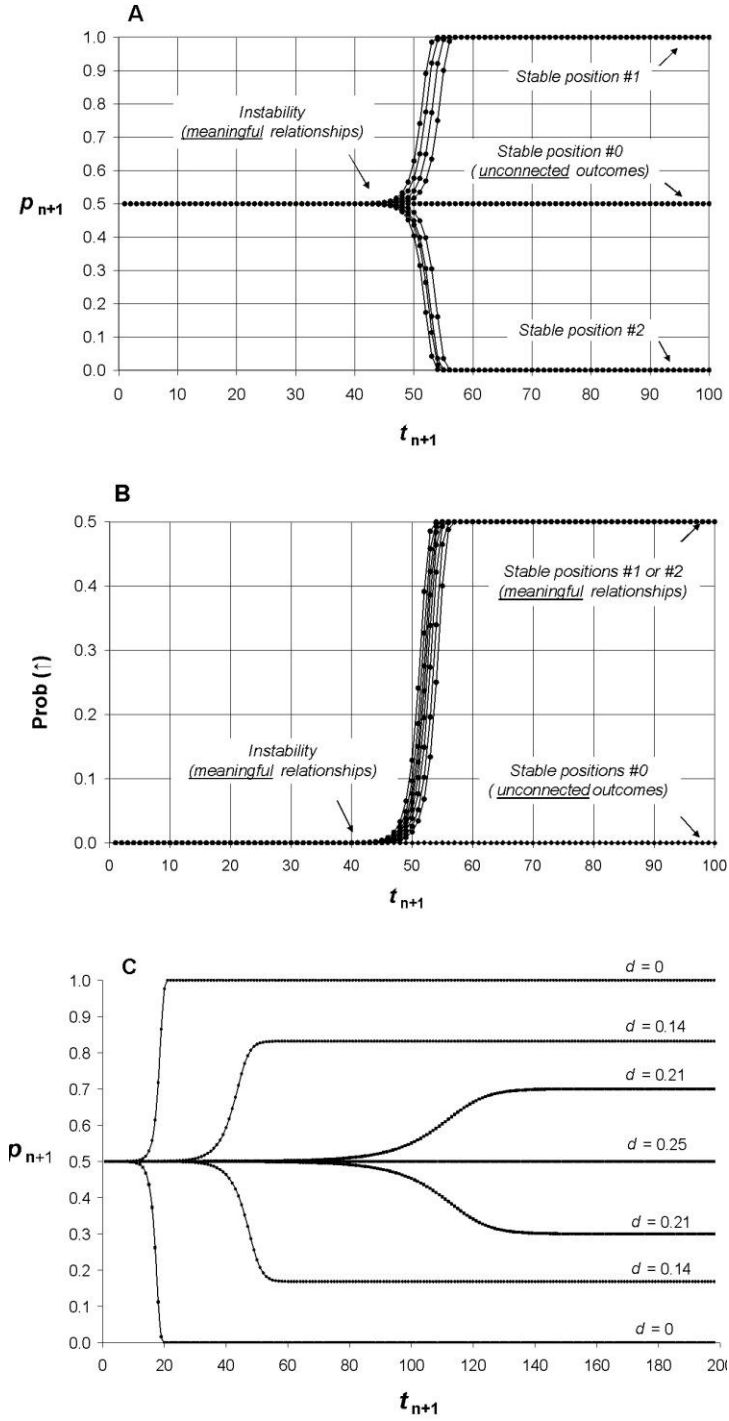 A
1.0
0.9
0.8
0.7
0.6
0.5
0.4
0.3
0.2
0.1
0.0
p n+1
Stable position #1
Instability
(meaningful relationships)
Stable position #0
( unconnected outcomes)
Stable position #2
0 10 20 30 40 50 60 70 80 90 100
t n+1
B
0.5
0.4
0.3
0.2
0.1
0.0
Prob (↑)
Stable positions #1 or #2
(meaningful relationships)
Instability
(meaningful relationships)
Stable positions #0
( unconnected outcomes)
0 10 20 30 40 50 60 70 80 90 100
t n+1
C
1.0
0.9
0.8
0.7
0.6
0.5
0.4
0.3
0.2
0.1
0.0
p n+1
d = 0
d = 0.14
d = 0.21
d = 0.25
d = 0.21
d = 0.14
d = 0
0 20 40 60 80 100 120 140 160 180 200
t n+1